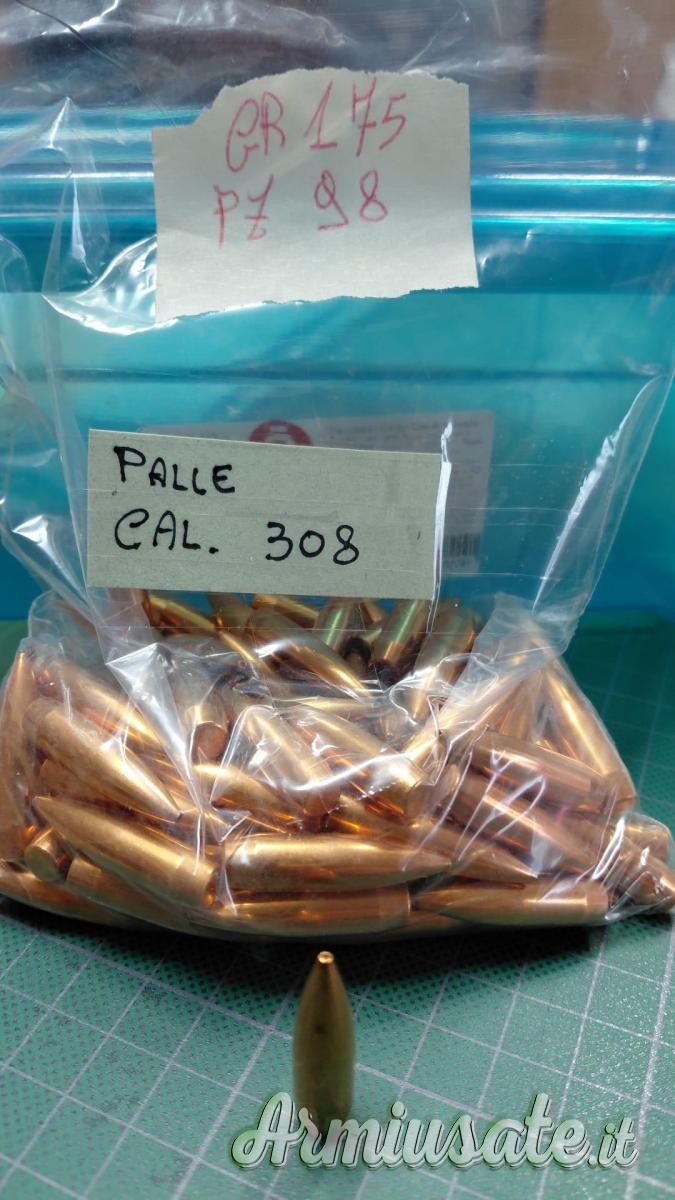 GR 175
PZ 98
PALLE
CAL. 308
Armiusate.it